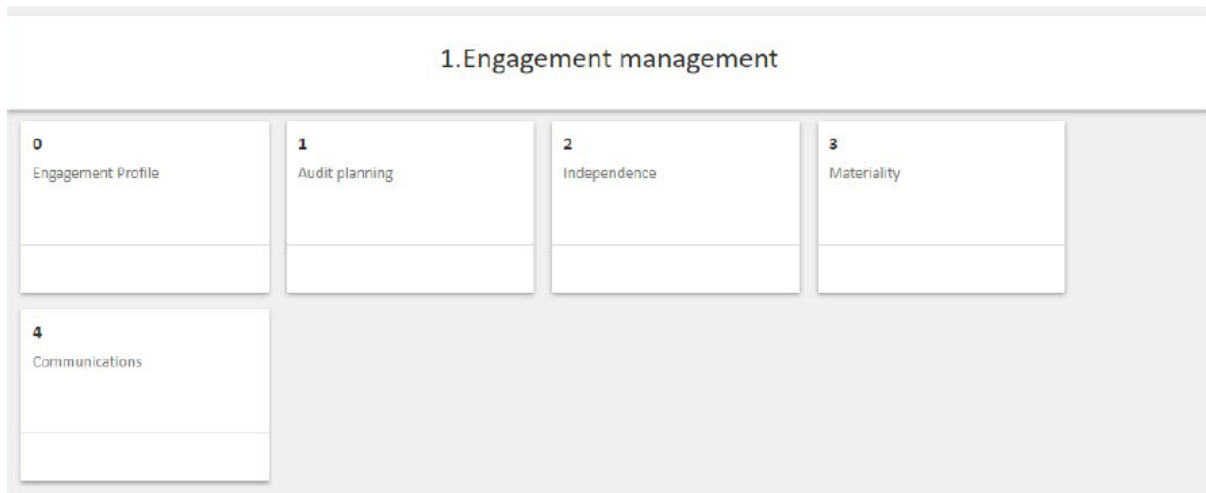 1.Engagement management
0
Engagement Profile
1
Audit planning
2
Independence
3
Materiality
4
Communications